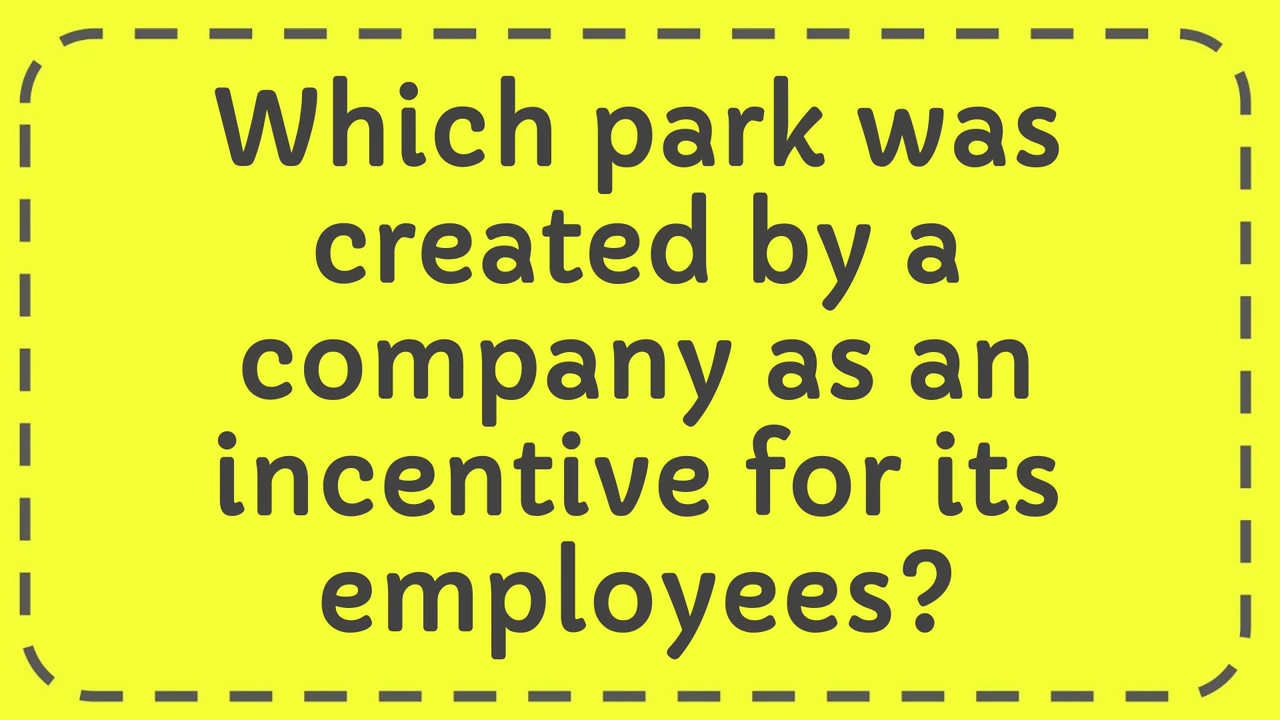 Which park was
created by a
company as an
incentive for its
employees?